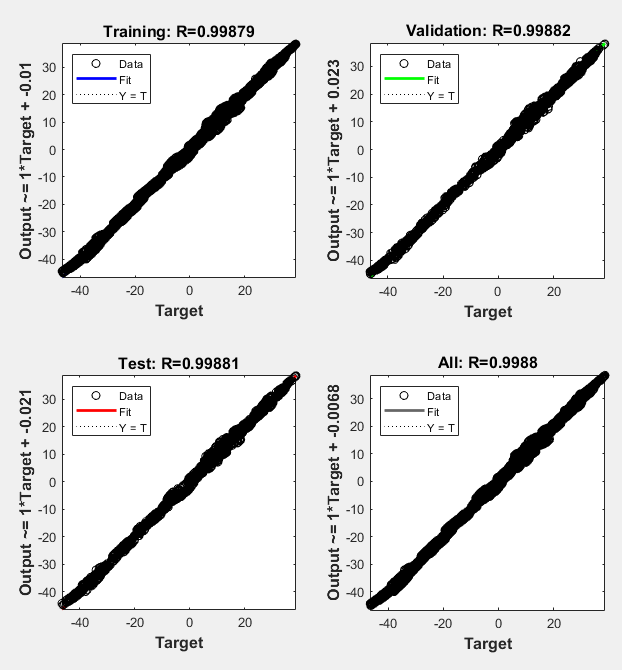 Training: R=0.99879
Output ~= 1*Target + -0.01
Data
Fit
Y = T
30
20
10
0
-10
-20
-30
-40
-40 -20 0 20
Target
Validation: R=0.99882
Output ~= 1*Target + 0.023
Data
Fit
Y = T
30
20
10
0
-10
-20
-30
-40
-40 -20 0 20
Target
Test: R=0.99881
Output ~= 1*Target + -0.021
Data
Fit
Y = T
30
20
10
0
-10
-20
-30
-40
-40 -20 0 20
Target
All: R=0.9988
Output ~= 1*Target + -0.0068
Data
Fit
Y = T
30
20
10
0
-10
-20
-30
-40
-40 -20 0 20
Target